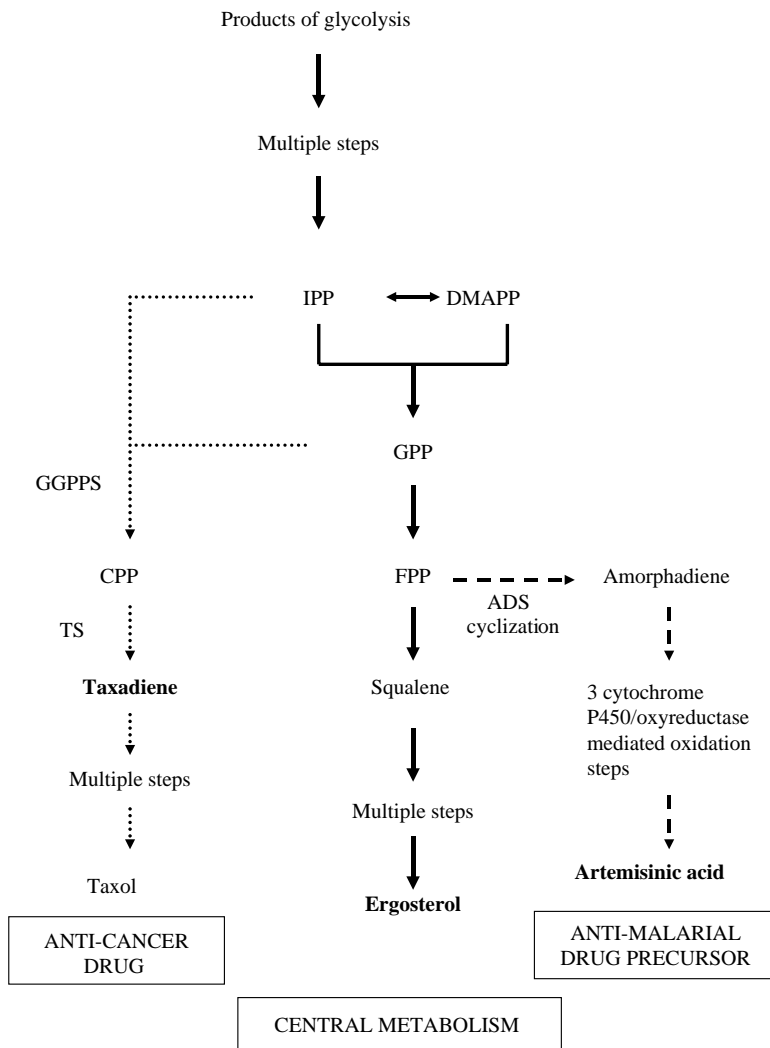 Products of glycolysis
Multiple steps
IPP
DMAPP
GPP
GGPPS
CPP
FPP
Amorphadiene
ADS
cyclization
TS
Taxadiene
Squalene
3 cytochrome
P450/oxyreductase
mediated oxidation
steps
Multiple steps
Multiple steps
Taxol
Ergosterol
Artemisinic acid
ANTI-CANCER
DRUG
ANTI-MALARIAL
DRUG PRECURSOR
CENTRAL METABOLISM